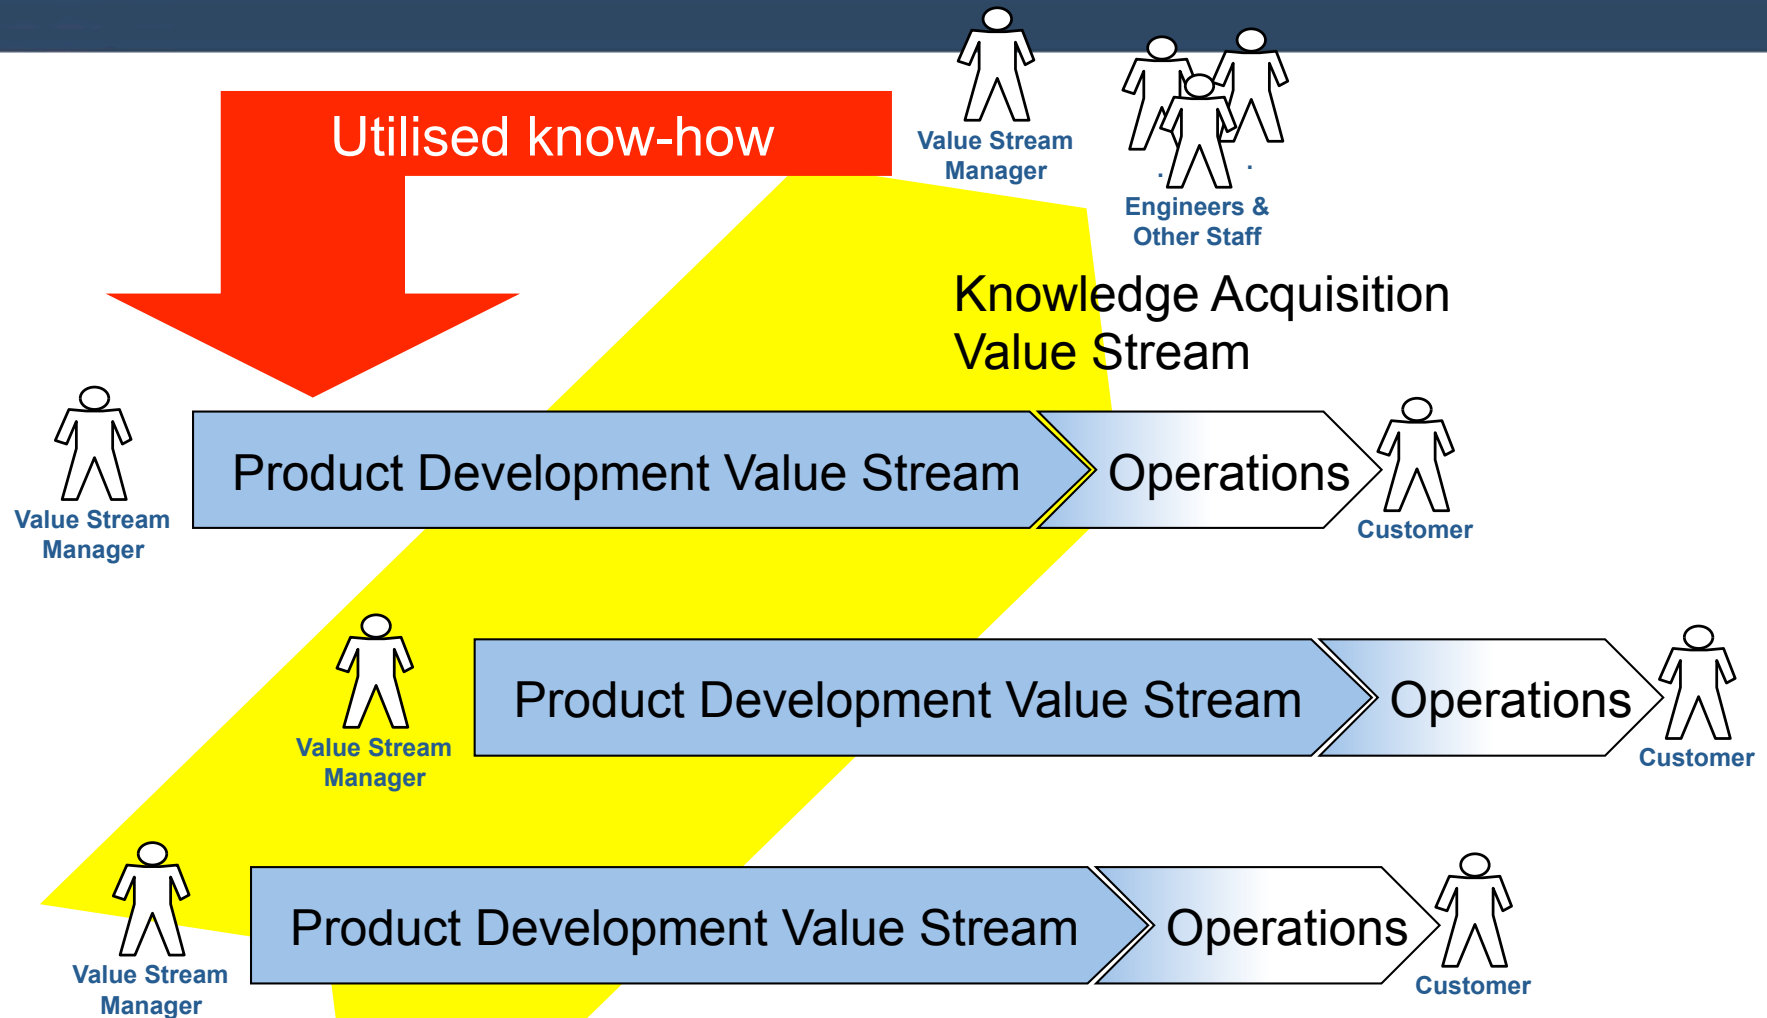 Utilised know-how
Value Stream
Manager
Engineers &
Other Staff
Knowledge Acquisition
Value Stream
Value Stream
Manager
Product Development Value Stream
Operations
Customer
Value Stream
Manager
Product Development Value Stream
Operations
Customer
Value Stream
Manager
Product Development Value Stream
Operations
Customer